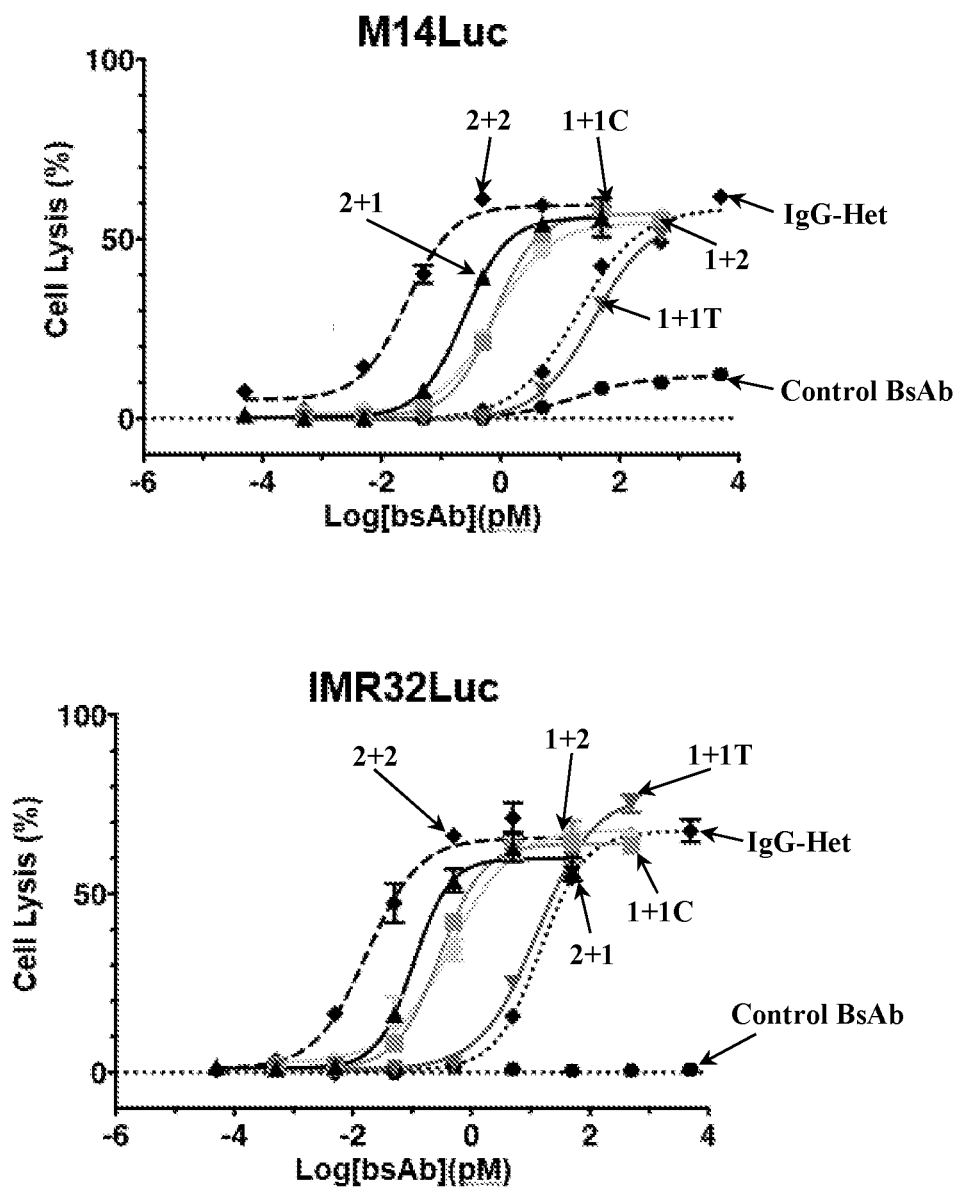 M14Luc
100
50
0
Cell Lysis (%)
2+2
1+1C
2+1
IgG-Het
1+2
1+1T
Control BsAb
-6 -4 -2 0 2 4
Log[bsAb](pM)
IMR32Luc
100
50
0
Cell Lysis (%)
2+2
1+2
1+1T
IgG-Het
1+1C
2+1
Control BsAb
-6 -4 -2 0 2 4
Log[bsAb](pM)